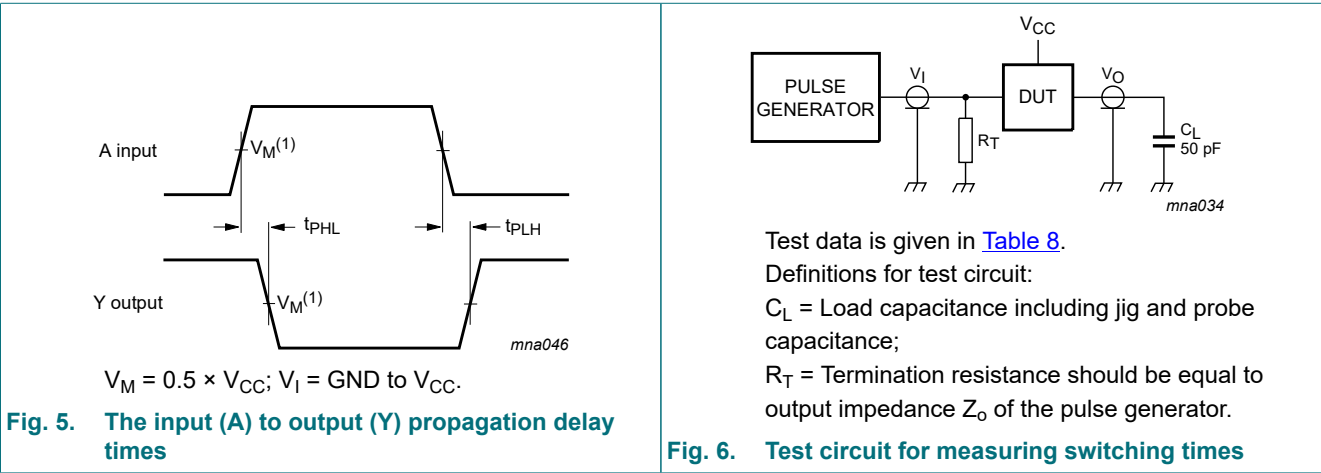 A input
VM(1)
tPHL
tPLH
Y output
VM(1)
mna046
VM = 0.5 × VCC; VI = GND to VCC.
Fig. 5. The input (A) to output (Y) propagation delay
times
VCC
PULSE
GENERATOR
VI
RT
DUT
VO
CL
50 pF
mna034
Test data is given in Table 8.
Definitions for test circuit:
CL = Load capacitance including jig and probe
capacitance;
RT = Termination resistance should be equal to
output impedance Zo of the pulse generator.
Fig. 6. Test circuit for measuring switching times